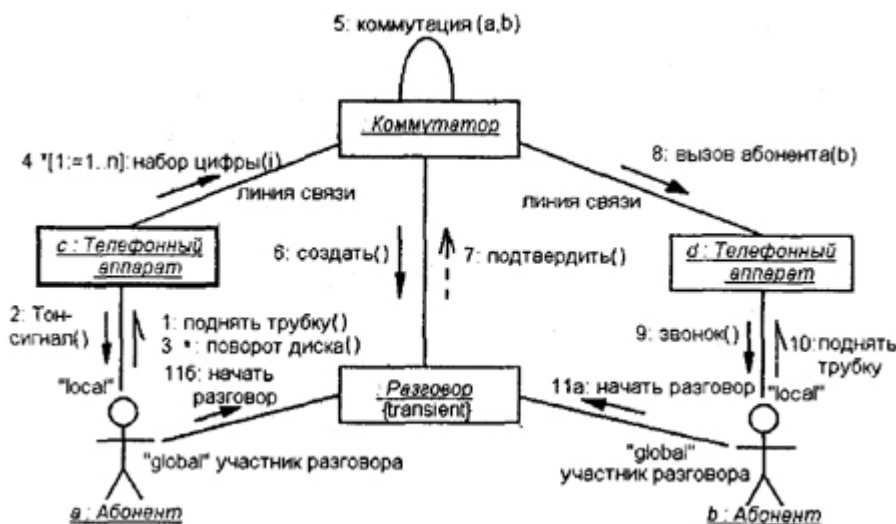 5: коммутация (a,b)
: Коммутатор
4 *[1:=1..n]: набор цифры(i)
линия связи
8: вызов абонента(b)
линия связи
c : Телефонный
аппарат
6: создать()
7: подтвердить()
d : Телефонный
аппарат
2: Тон-
сигнал()
1: поднять трубку()
3 *: поворот диска()
11б: начать
разговор
"local"
: Разговор
{transient}
9: звонок()
10: поднять
трубку
11a: начать разговор
"local"
"global" участник разговора
"global"
участник разговора
a : Абонент
b : Абонент